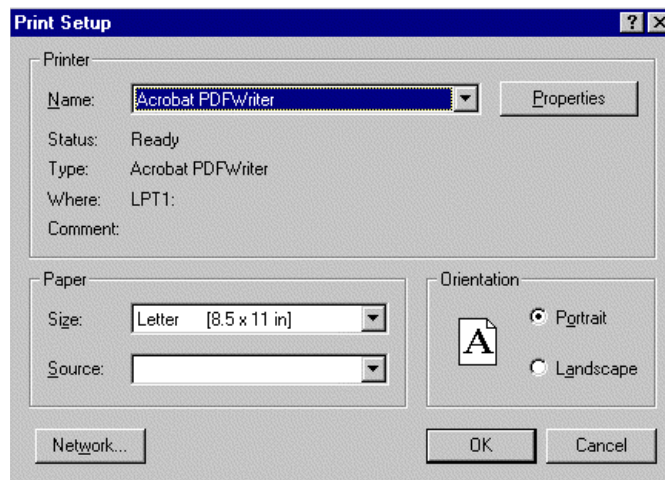 Print Setup
Printer
Name: Acrobat PDFWriter Properties
Status: Ready
Type: Acrobat PDFWriter
Where: LPT1:
Comment:
Paper Orientation
Size: Letter [8.5 x 11 in] Portrait
A
Source: Landscape
Network... OK Cancel